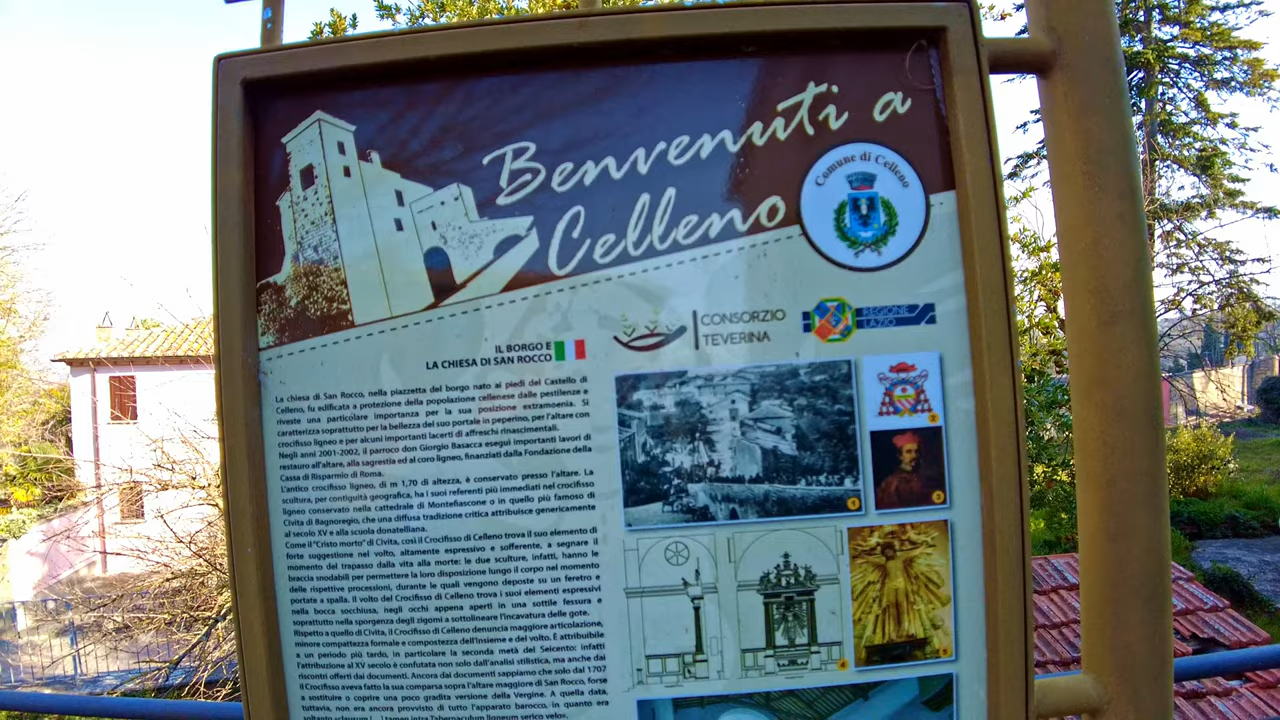 Benvenuti a
Celleno
Comune di Celleno
CONSORZIO
TEVERINA
REGIONE
LAZIO
IL BORGO E
LA CHIESA DI SAN ROCCO
La chiesa di San Rocco, nella piazzetta del borgo nato ai piedi del Castello di
Celleno, fu edificata a protezione della popolazione cellenese dalle pestilenze e
riveste una particolare importanza per la sua posizione extramoenia. Si
caratterizza soprattutto per la bellezza del suo portale in peperino, per l'altare con
crocifisso ligneo e per alcuni importanti lacerti di affreschi rinascimentali.
Negli anni 2001-2002, il parroco don Giorgio Basacca eseguì importanti lavori di
restauro all'altare, alla sagrestia ed al coro ligneo, finanziati dalla Fondazione della
Cassa di Risparmio di Roma.
L'antico crocifisso ligneo, di m 1,70 di altezza, è conservato presso l'altare. La
scultura, per contiguità geografica, ha i suoi referenti più immediati nel crocifisso
ligneo conservato nella cattedrale di Montefiascone o in quello più famoso di
Civita di Bagnoregio, che una diffusa tradizione critica attribuisce genericamente
al secolo XV e alla scuola donatelliana.
Come il "Cristo morto" di Civita, così il Crocifisso di Celleno trova il suo elemento di
forte suggestione nel volto, altamente espressivo e sofferente, a segnare il
momento del trapasso dalla vita alla morte: le due sculture, infatti, hanno le
braccia snodabili per permettere la loro disposizione lungo il corpo nel momento
delle rispettive processioni, durante le quali vengono deposte su un feretro e
portate a spalla. Il volto del Crocifisso di Celleno trova i suoi elementi espressivi
nella bocca socchiusa, negli occhi appena aperti in una sottile fessura e
soprattutto nella sporgenza degli zigomi a sottolineare l'incavatura delle gote.
Rispetto a quello di Civita, il Crocifisso di Celleno denuncia maggiore articolazione,
minore compattezza formale e compostezza dell'insieme e del volto. È attribuibile
a un periodo più tardo, in particolare la seconda metà del Seicento: infatti
l'attribuzione al XV secolo è confutata non solo dall'analisi stilistica, ma anche dai
riscontri offerti dai documenti. Ancora dai documenti sappiamo che solo dal 1707
il Crocifisso aveva fatto la sua comparsa sopra l'altare maggiore di San Rocco, forse
a sostituire o coprire una poco gradita versione della Vergine. A quella data,
tuttavia, non era ancora provvisto di tutto l'apparato barocco, in quanto era
soltanto «clausum [...] tamen intra Tabernaculum ligneum serico velo».
1
2
3
4
5